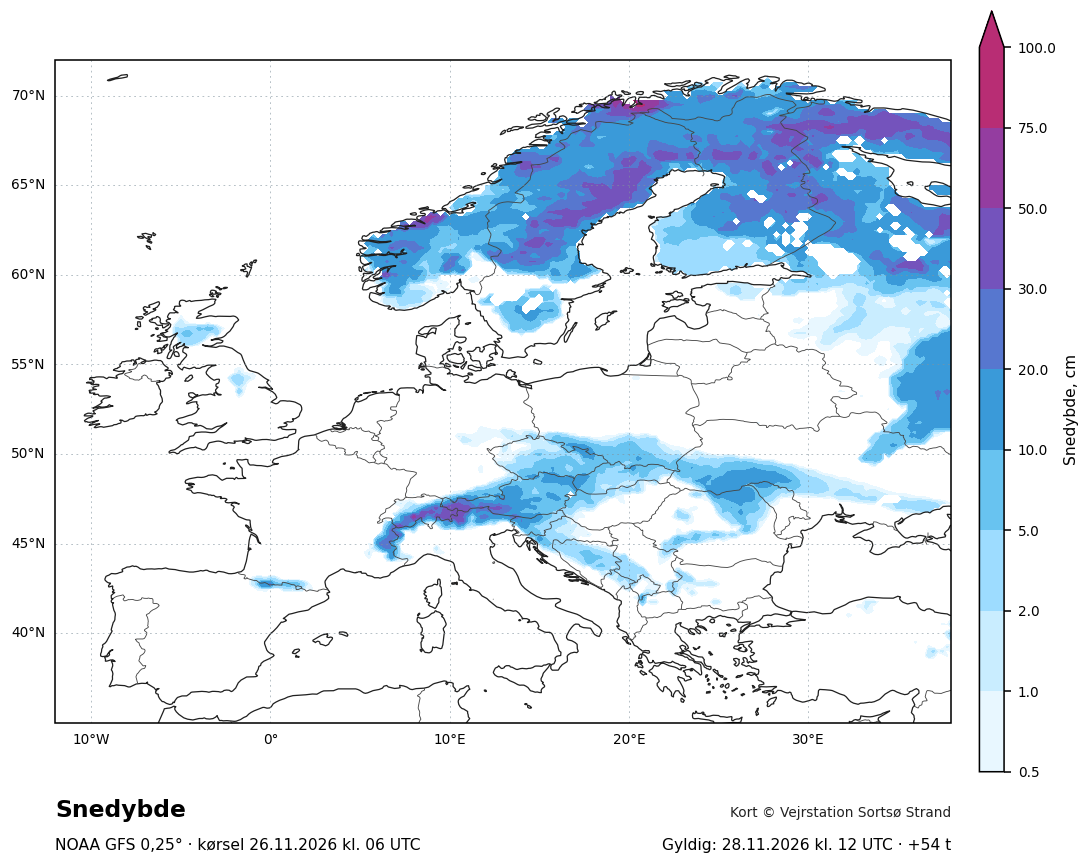 100.0
75.0
50.0
30.0
20.0
10.0
5.0
2.0
1.0
0.5
Snedybde, cm
70°N
65°N
60°N
55°N
50°N
45°N
40°N
10°W
0°
10°E
20°E
30°E
Snedybde
Kort © Vejrstation Sortsø Strand
NOAA GFS 0,25° · kørsel 26.11.2026 kl. 06 UTC
Gyldig: 28.11.2026 kl. 12 UTC · +54 t